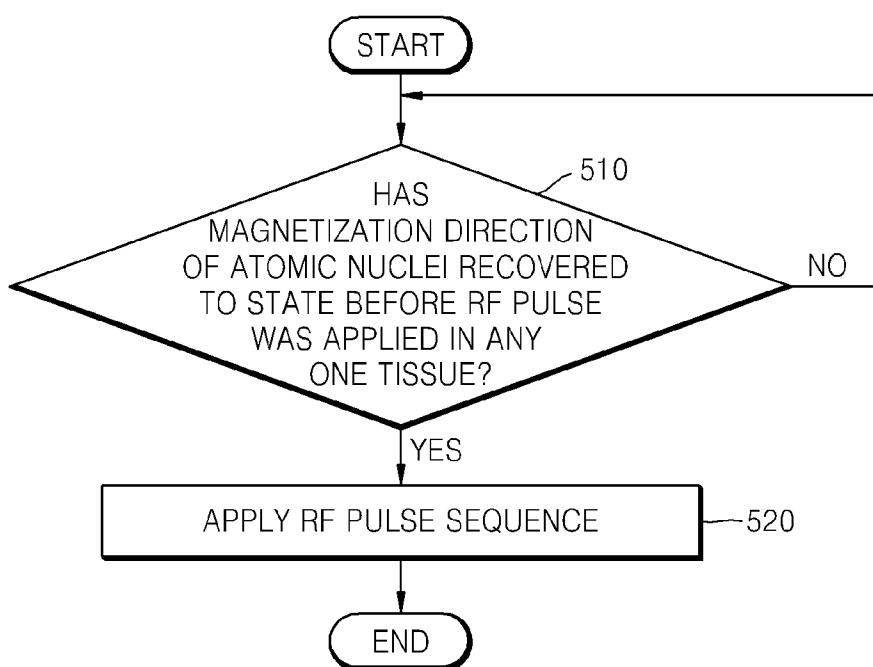 START
510
HAS
MAGNETIZATION DIRECTION
OF ATOMIC NUCLEI RECOVERED
TO STATE BEFORE RF PULSE
WAS APPLIED IN ANY
ONE TISSUE?
NO
YES
APPLY RF PULSE SEQUENCE
520
END